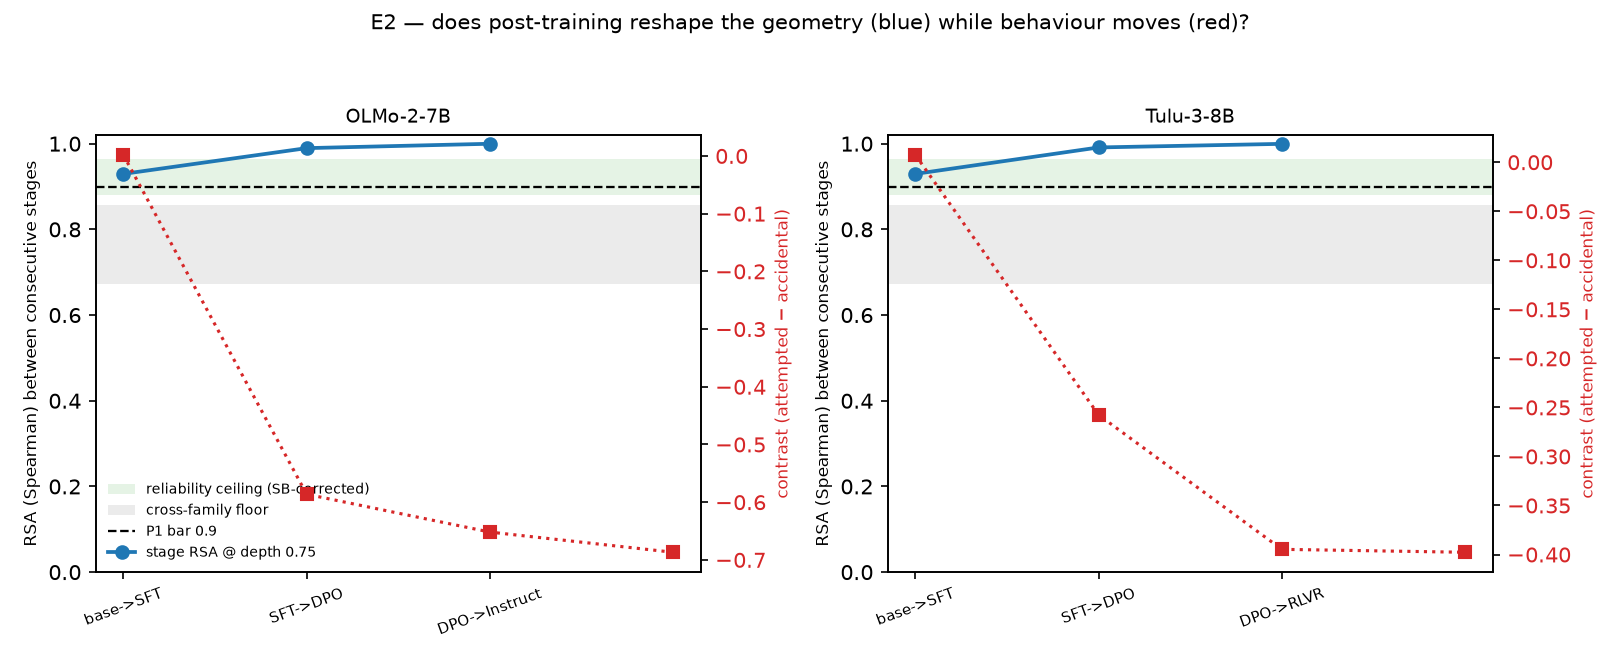 E2 — does post-training reshape the geometry (blue) while behaviour moves (red)?
OLMo-2-7B
RSA (Spearman) between consecutive stages
1.0
0.8
0.6
0.4
0.2
0.0
reliability ceiling (SB-corrected)
cross-family floor
P1 bar 0.9
stage RSA @ depth 0.75
base->SFT
SFT->DPO
DPO->Instruct
0.0
−0.1
−0.2
−0.3
−0.4
−0.5
−0.6
−0.7
contrast (attempted − accidental)
Tulu-3-8B
RSA (Spearman) between consecutive stages
1.0
0.8
0.6
0.4
0.2
0.0
base->SFT
SFT->DPO
DPO->RLVR
0.00
−0.05
−0.10
−0.15
−0.20
−0.25
−0.30
−0.35
−0.40
contrast (attempted − accidental)